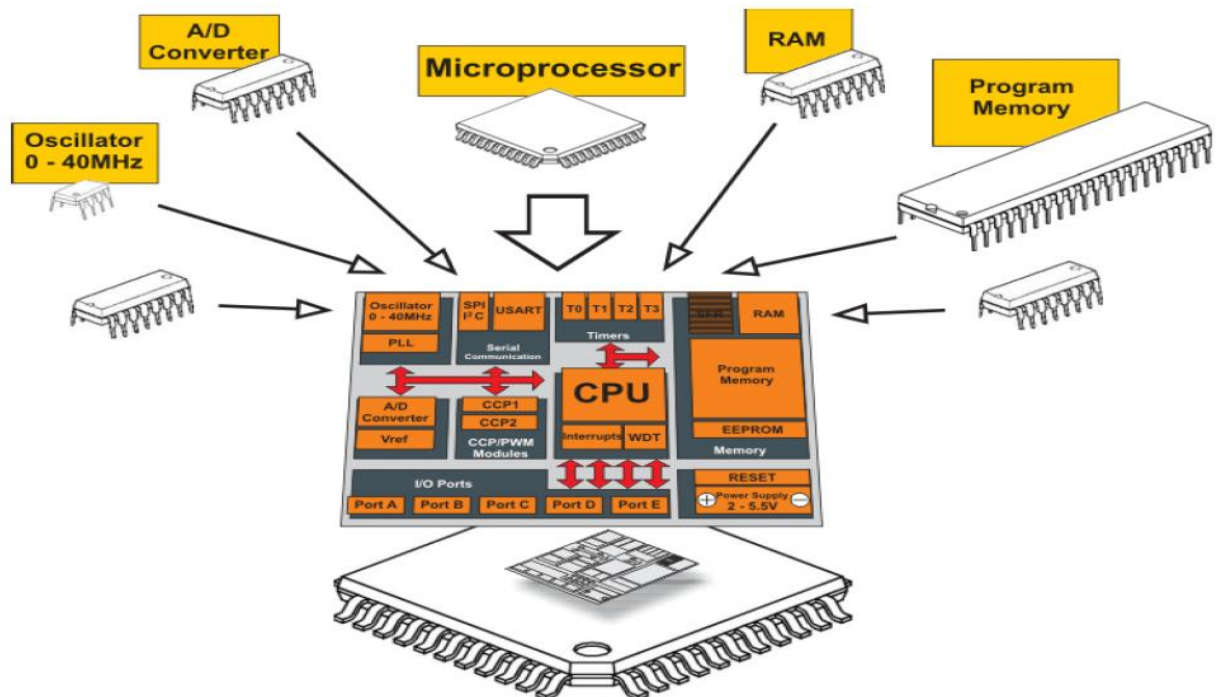 A/D
Converter
Microprocessor
RAM
Program
Memory
Oscillator
0 - 40MHz
Oscillator
0 - 40MHz
PLL
SPI
I²C
USART
Serial
Communication
T0
T1
T2
T3
Timers
SFR
RAM
Program
Memory
EEPROM
Memory
A/D
Converter
Vref
CCP1
CCP2
CCP/PWM
Modules
CPU
Interrupts
WDT
I/O Ports
Port A
Port B
Port C
Port D
Port E
RESET
+
Power Supply
2 - 5.5V
−